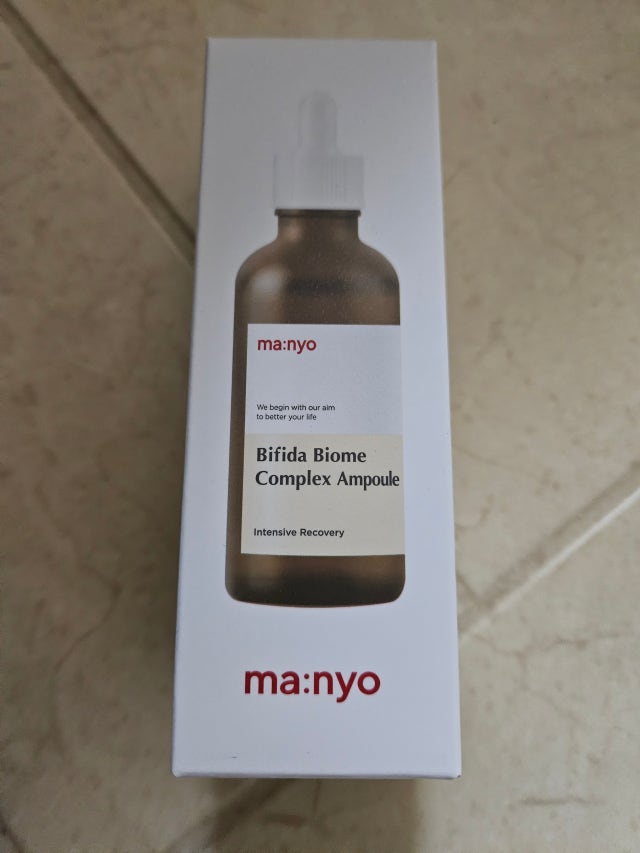 ma:nyo
We begin with our aim
to better your life
Bifida Biome
Complex Ampoule
Intensive Recovery
ma:nyo